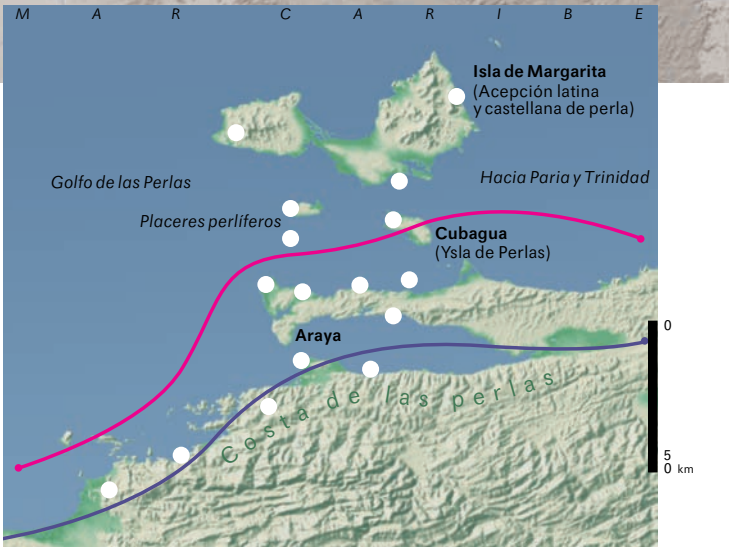 M A R C A R I B E
Isla de Margarita
(Acepción latina
y castellana de perla)
Golfo de las Perlas
Hacia Paria y Trinidad
Placeres perlíferos
Cubagua
(Ysla de Perlas)
0
Araya
Costa de las perlas
5
0 km